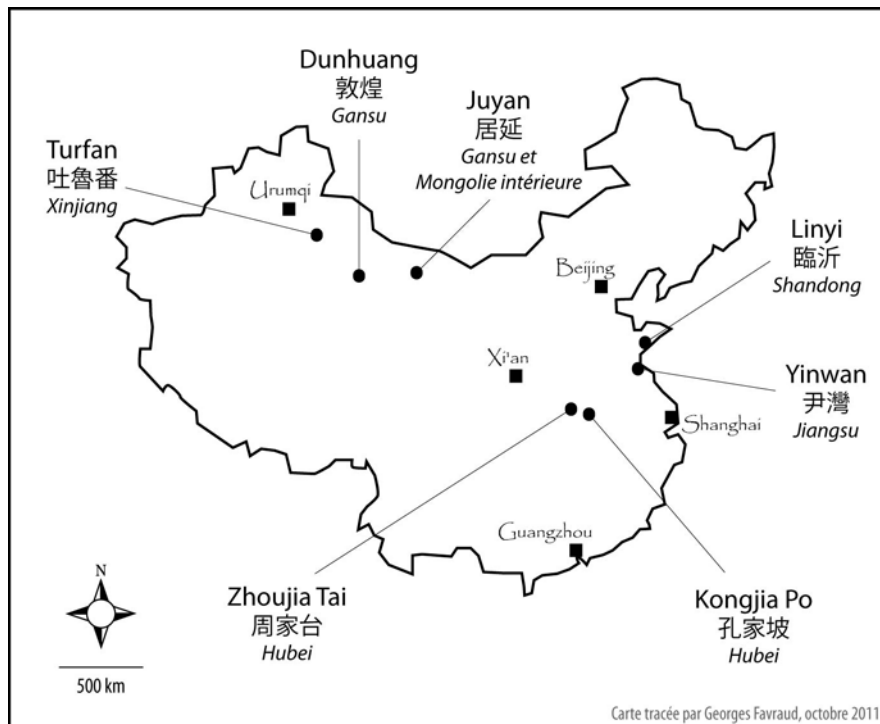 Dunhuang
敦煌
Gansu
Juyan
居延
Gansu et
Mongolie intérieure
Turfan
吐魯番
Xinjiang
Urumqi
Linyi
臨沂
Shandong
Beijing
Xi'an
Yinwan
尹灣
Jiangsu
Shanghai
Guangzhou
Zhoujia Tai
周家台
Hubei
Kongjia Po
孔家坡
Hubei
N
500 km
Carte tracée par Georges Favraud, octobre 2011